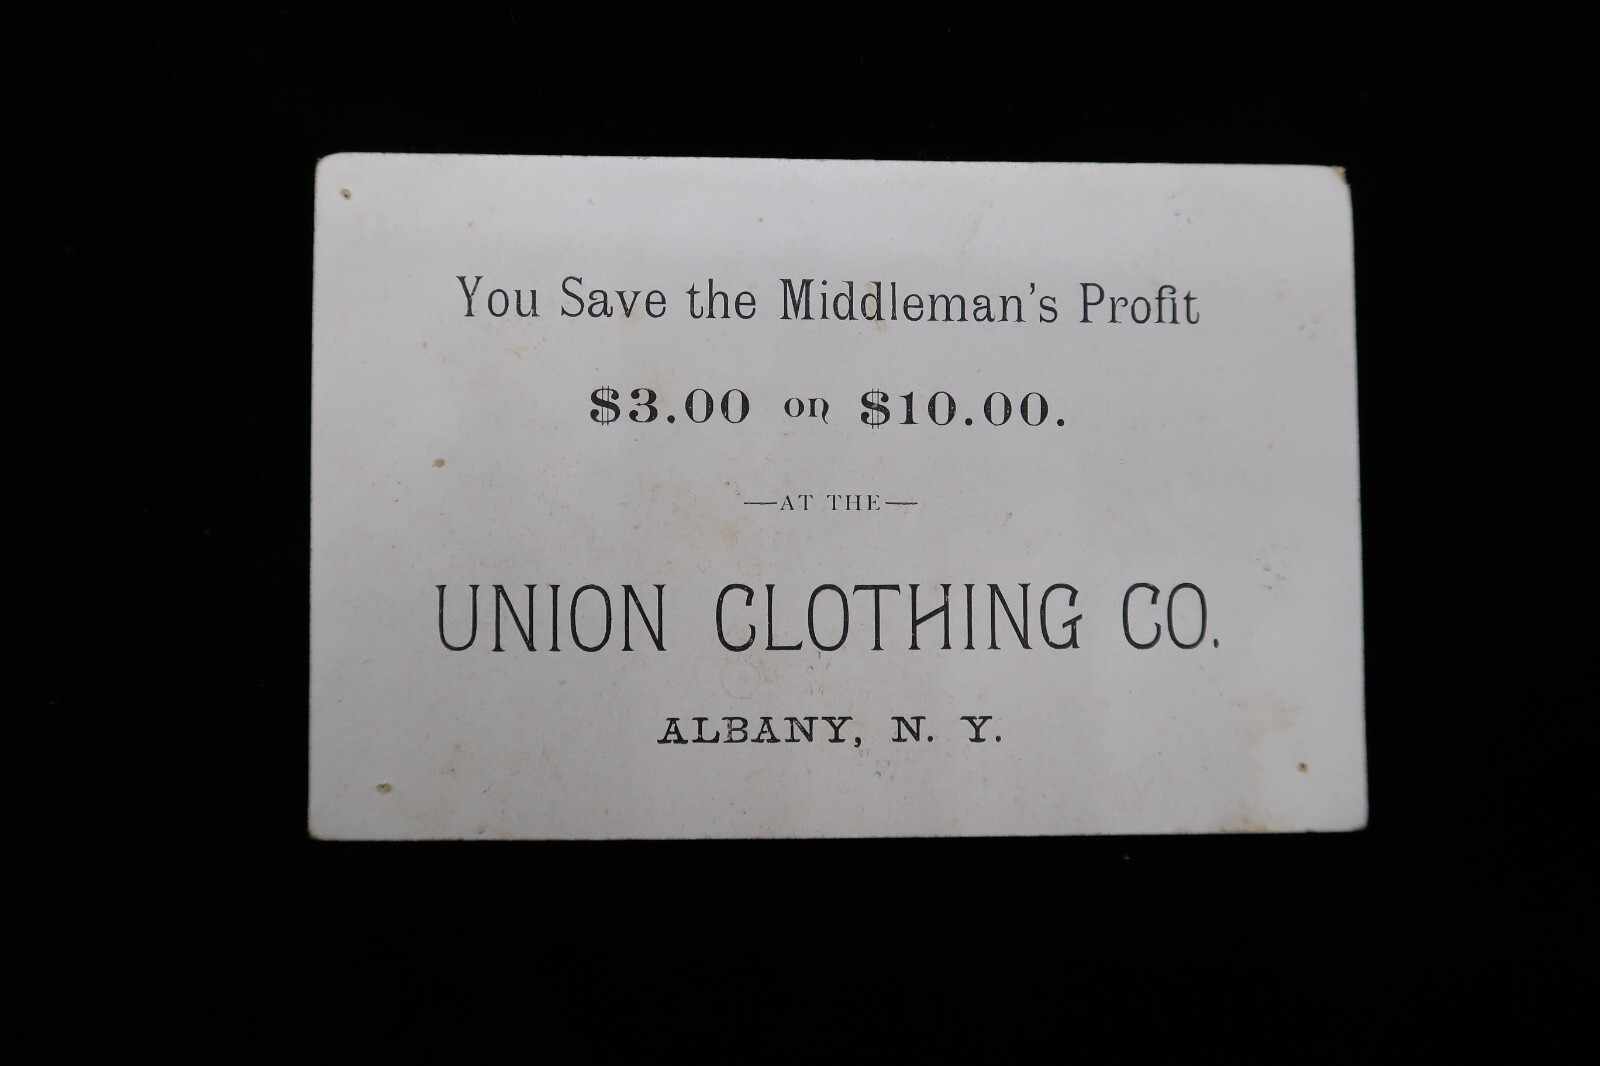 You Save the Middleman's Profit
$3.00 on $10.00.
—AT THE—
UNION CLOTHING CO.
ALBANY, N. Y.